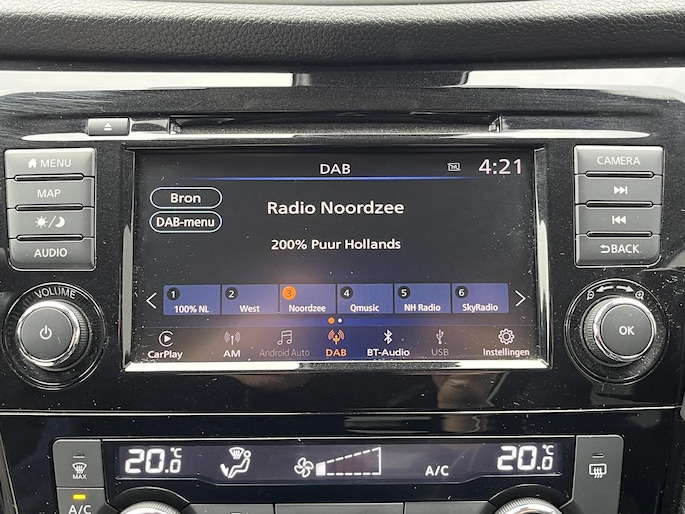 DAB
4:21
MENU
MAP
AUDIO
Bron
DAB-menu
Radio Noordzee
200% Puur Hollands
1 100% NL
2 West
3 Noordzee
4 Qmusic
5 NH Radio
6 SkyRadio
CarPlay
AM
Android Auto
DAB
BT-Audio
USB
Instellingen
CAMERA
BACK
VOLUME
OK
MAX
A/C
20.0 °C
A/C
20.0 °C